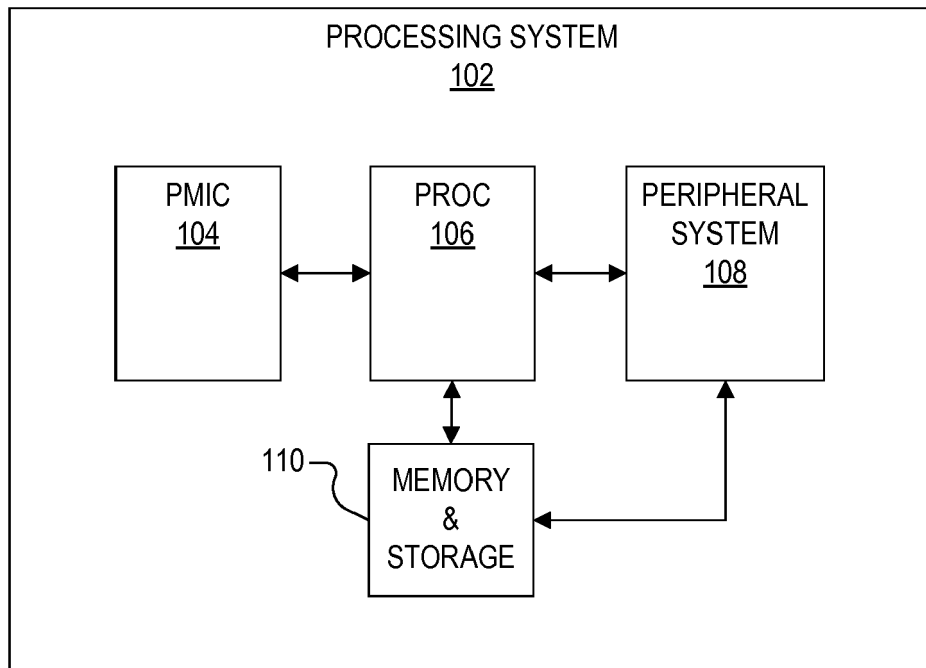 PROCESSING SYSTEM
102
PMIC
104
PROC
106
PERIPHERAL
SYSTEM
108
110
MEMORY
&
STORAGE